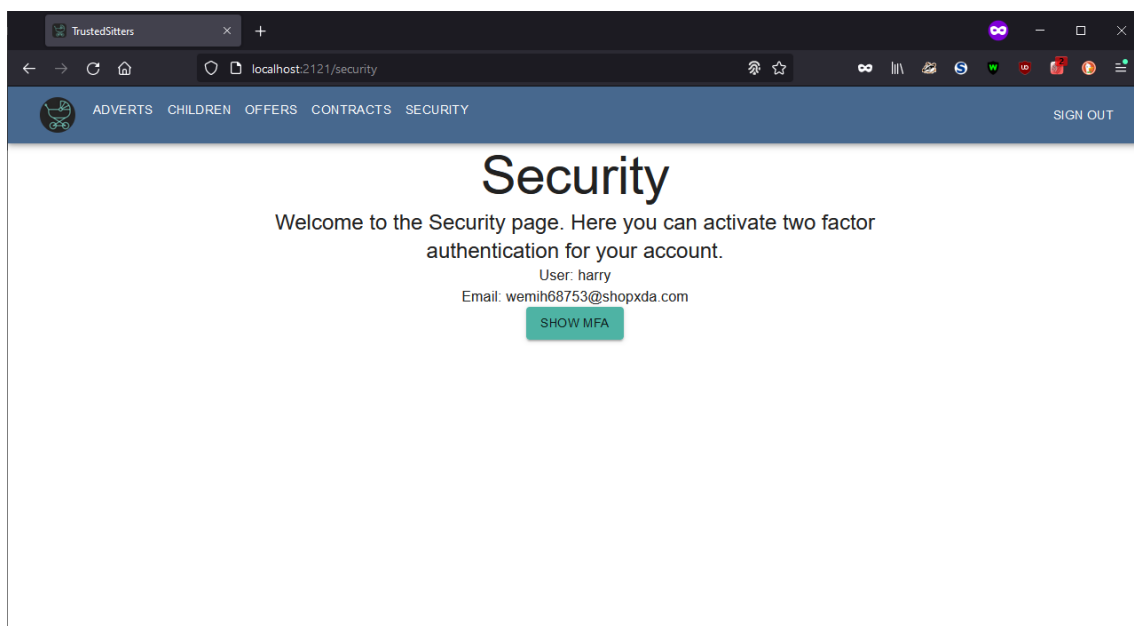 TrustedSitters
localhost:2121/security
ADVERTS CHILDREN OFFERS CONTRACTS SECURITY
SIGN OUT
Security
Welcome to the Security page. Here you can activate two factor
authentication for your account.
User: harry
Email: wemih68753@shopxda.com
SHOW MFA